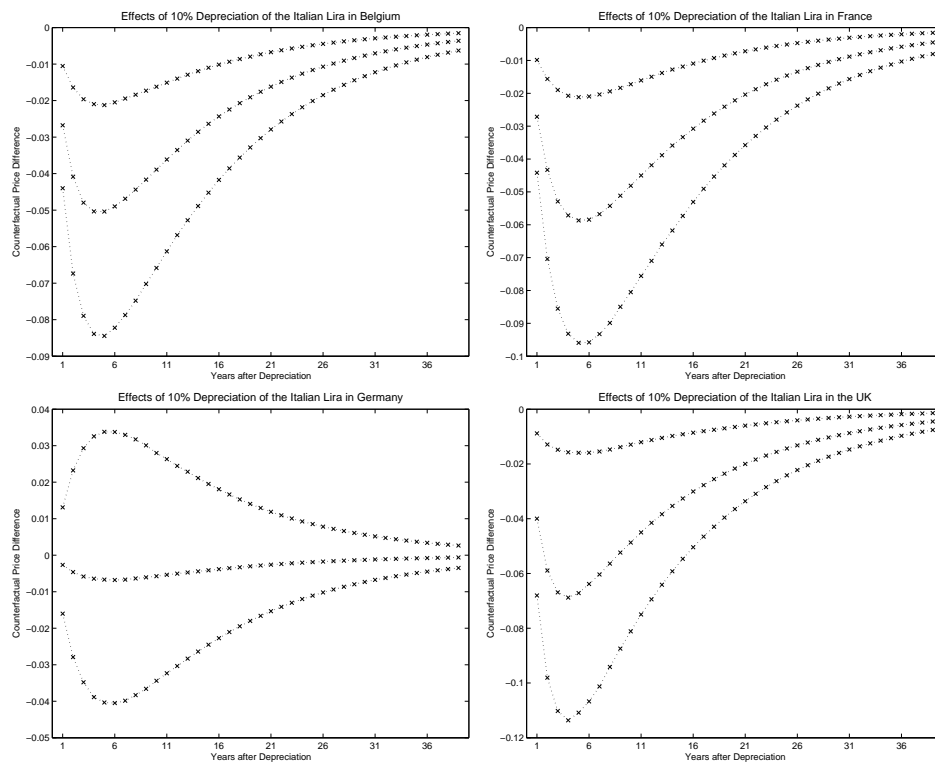 Effects of 10% Depreciation of the Italian Lira in Belgium
0
−0.01
−0.02
−0.03
−0.04
−0.05
−0.06
−0.07
−0.08
−0.09
Counterfactual Price Difference
1 6 11 16 21 26 31 36
Years after Depreciation
Effects of 10% Depreciation of the Italian Lira in France
0
−0.01
−0.02
−0.03
−0.04
−0.05
−0.06
−0.07
−0.08
−0.09
−0.1
Counterfactual Price Difference
1 6 11 16 21 26 31 36
Years after Depreciation
Effects of 10% Depreciation of the Italian Lira in Germany
0.04
0.03
0.02
0.01
0
−0.01
−0.02
−0.03
−0.04
−0.05
Counterfactual Price Difference
1 6 11 16 21 26 31 36
Years after Depreciation
Effects of 10% Depreciation of the Italian Lira in the UK
0
−0.02
−0.04
−0.06
−0.08
−0.1
−0.12
Counterfactual Price Difference
1 6 11 16 21 26 31 36
Years after Depreciation